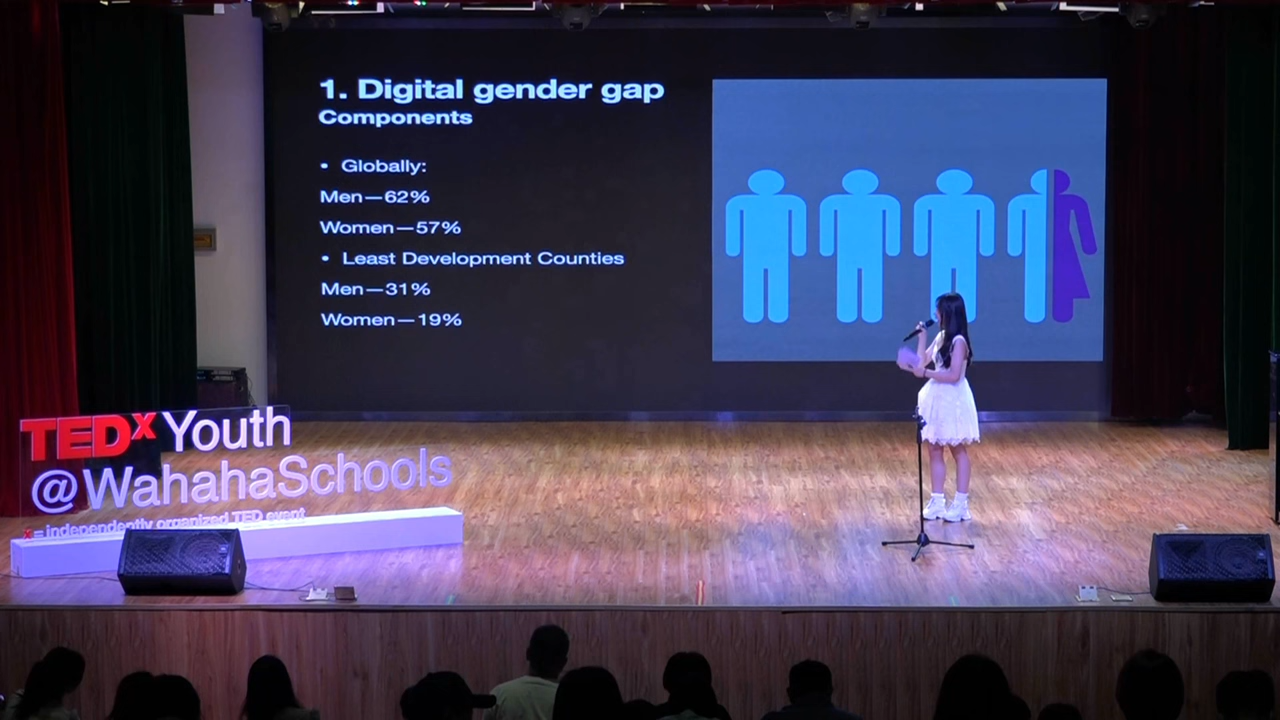 1. Digital gender gap
Components
• Globally:
Men—62%
Women—57%
• Least Development Counties
Men—31%
Women—19%
TEDx Youth
@WahahaSchools
x = independently organized TED event